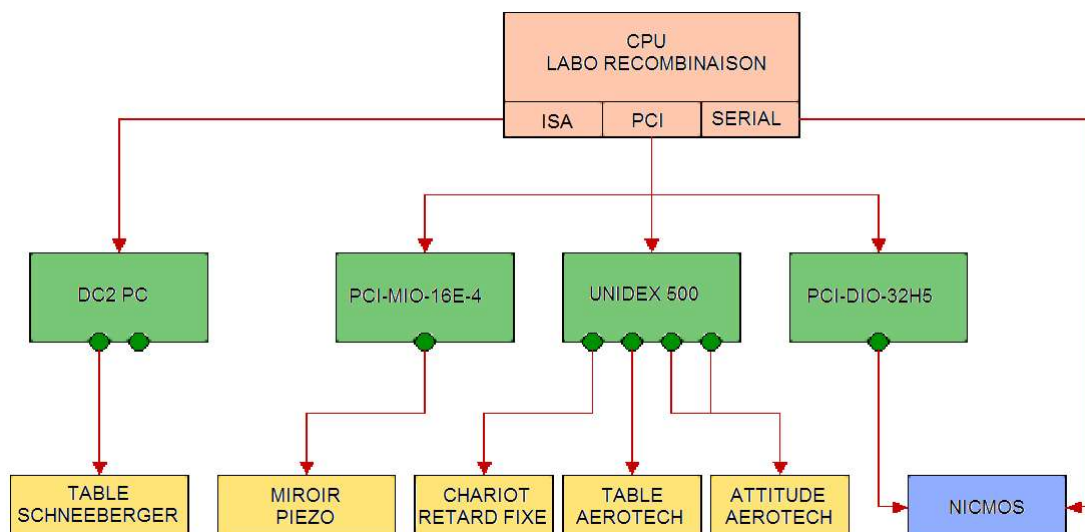 CPU
LABO RECOMBINAISON
ISA
PCI
SERIAL
DC2 PC
PCI-MIO-16E-4
UNIDEX 500
PCI-DIO-32H5
TABLE
SCHNEEBERGER
MIROIR
PIEZO
CHARIOT
RETARD FIXE
TABLE
AEROTECH
ATTITUDE
AEROTECH
NICMOS